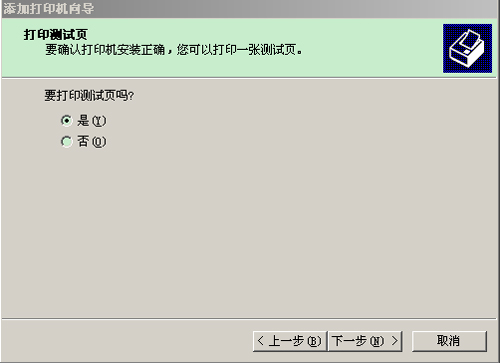 添加打印机向导
打印测试页
要确认打印机安装正确，您可以打印一张测试页。
要打印测试页吗?
是(Y)
否(O)
< 上一步(B) 下一步(N) > 取消